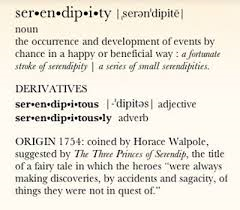 ser•en•dip•i•ty |ˌserənˈdipitē|
noun
the occurrence and development of events by
chance in a happy or beneficial way : a fortunate
stroke of serendipity | a series of small serendipities.
DERIVATIVES
ser•en•dip•i•tous |-ˈdipitəs| adjective
ser•en•dip•i•tous•ly adverb
ORIGIN 1754: coined by Horace Walpole,
suggested by The Three Princes of Serendip, the title
of a fairy tale in which the heroes “were always
making discoveries, by accidents and sagacity, of
things they were not in quest of.”